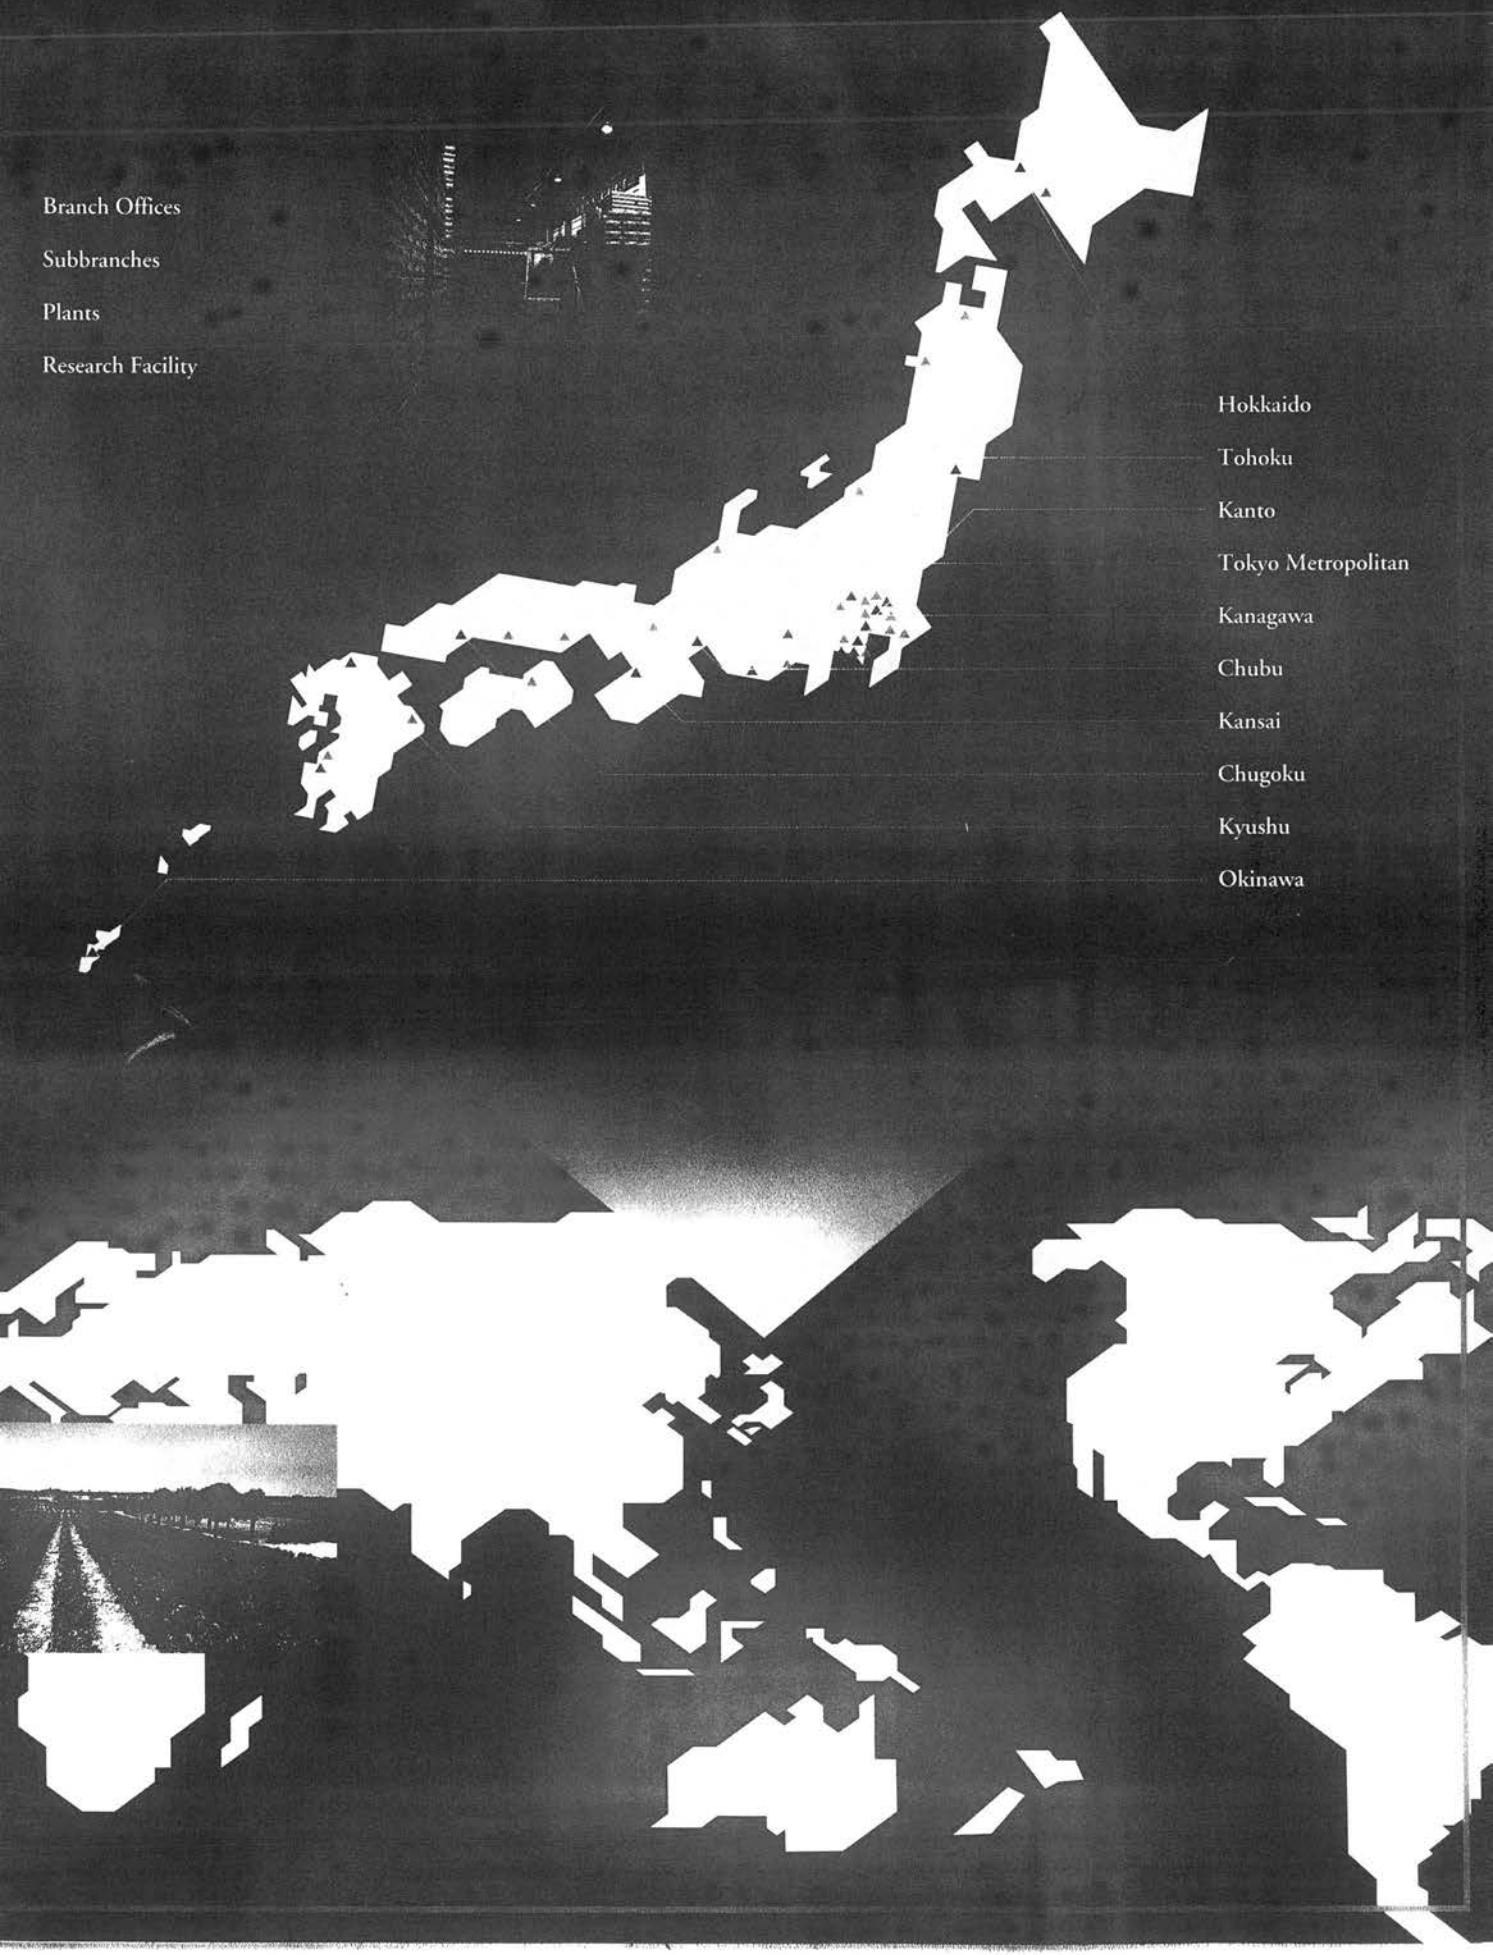 Branch Offices
Subbranches
Plants
Research Facility
Hokkaido
Tohoku
Kanto
Tokyo Metropolitan
Kanagawa
Chubu
Kansai
Chugoku
Kyushu
Okinawa